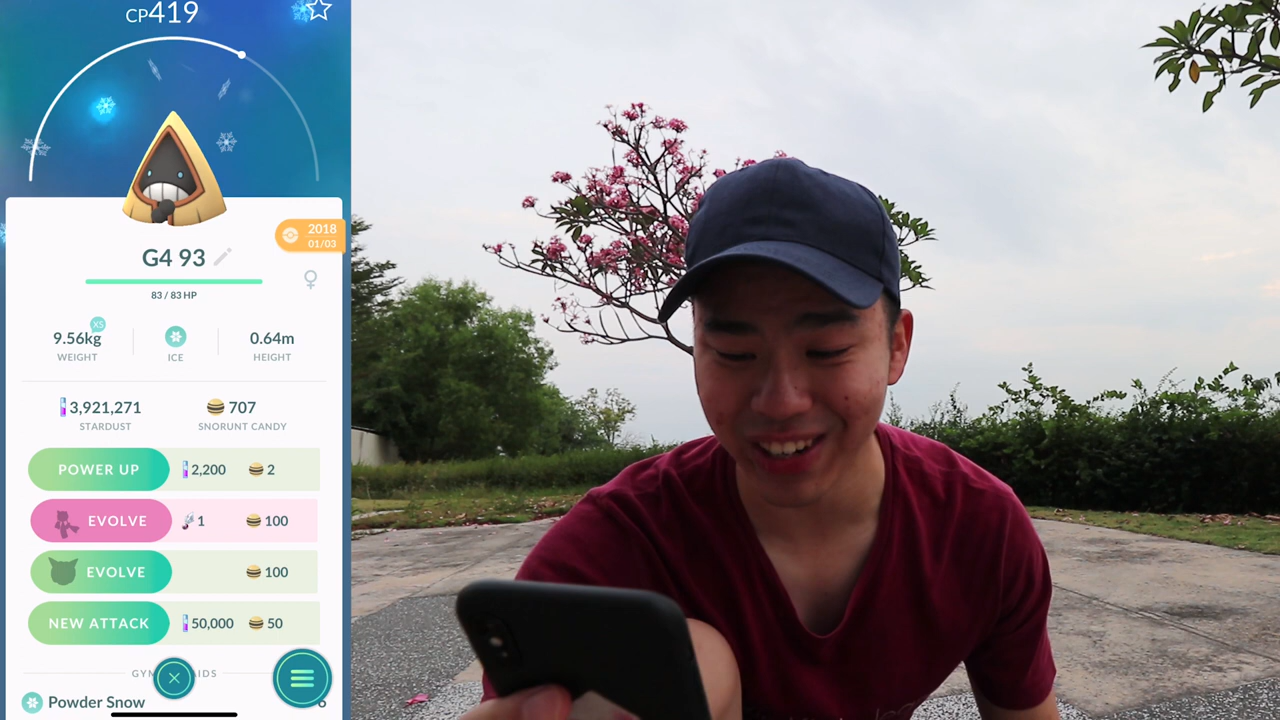 CP419
2018
01/03
G4 93
83 / 83 HP
XS
9.56kg
WEIGHT
ICE
0.64m
HEIGHT
3,921,271
STARDUST
707
SNORUNT CANDY
POWER UP 2,200 2
EVOLVE 1 100
EVOLVE 100
NEW ATTACK 50,000 50
Powder Snow